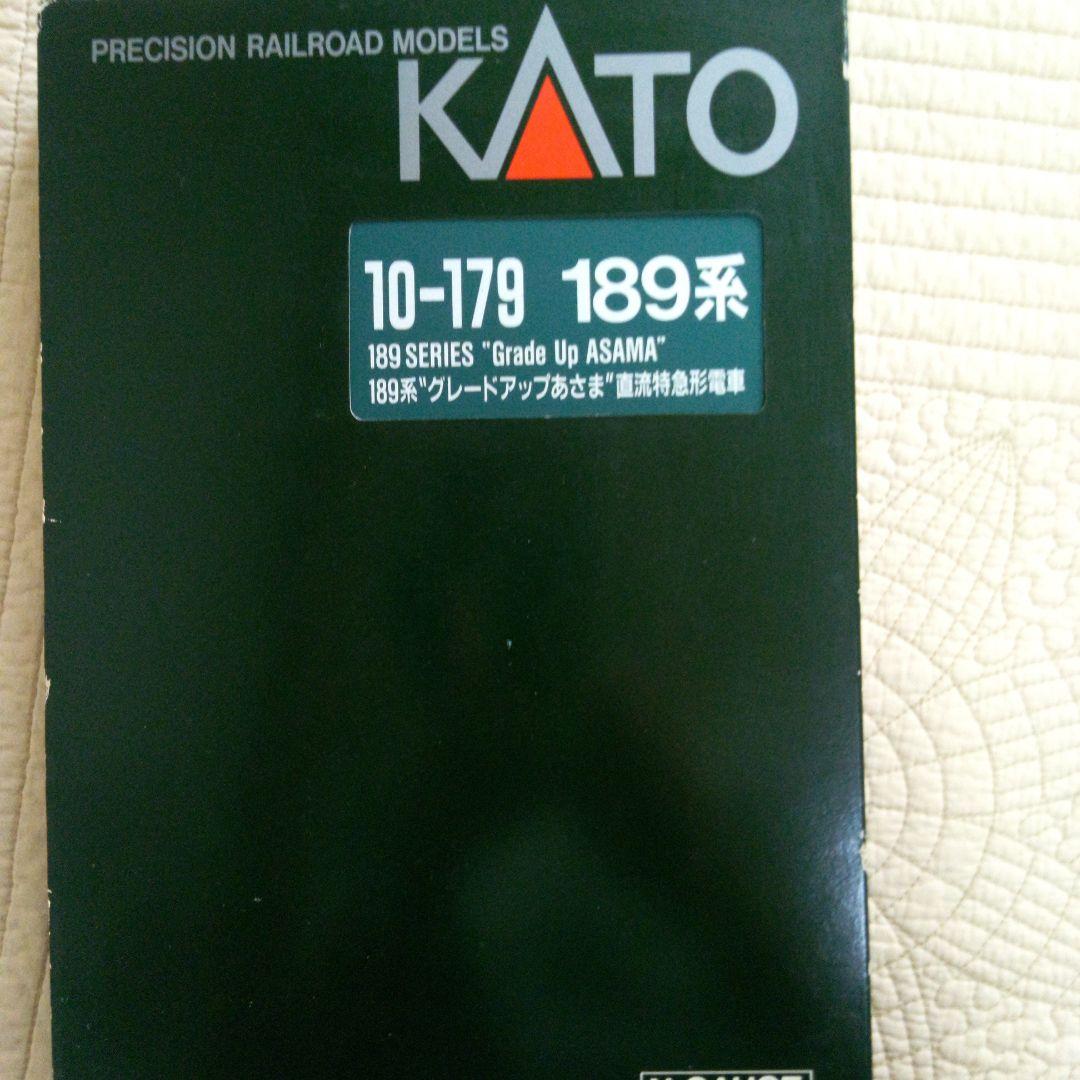 PRECISION RAILROAD MODELS
KATO
10-179 189系
189 SERIES "Grade Up ASAMA"
189系"グレードアップあさま"直流特急形電車
N GAUGE